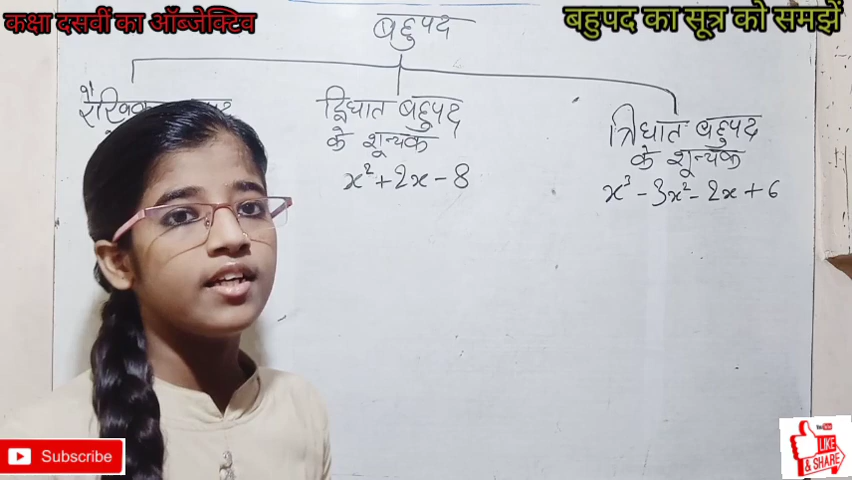 कक्षा दसवीं का ऑब्जेक्टिव
बहुपद का सूत्र को समझें
बहुपद
द्विघात बहुपद
के शून्यक
x² + 2x - 8
त्रिघात बहुपद
के शून्यक
x³ - 3x² - 2x + 6
Subscribe
YouTube
LIKE
& SHARE